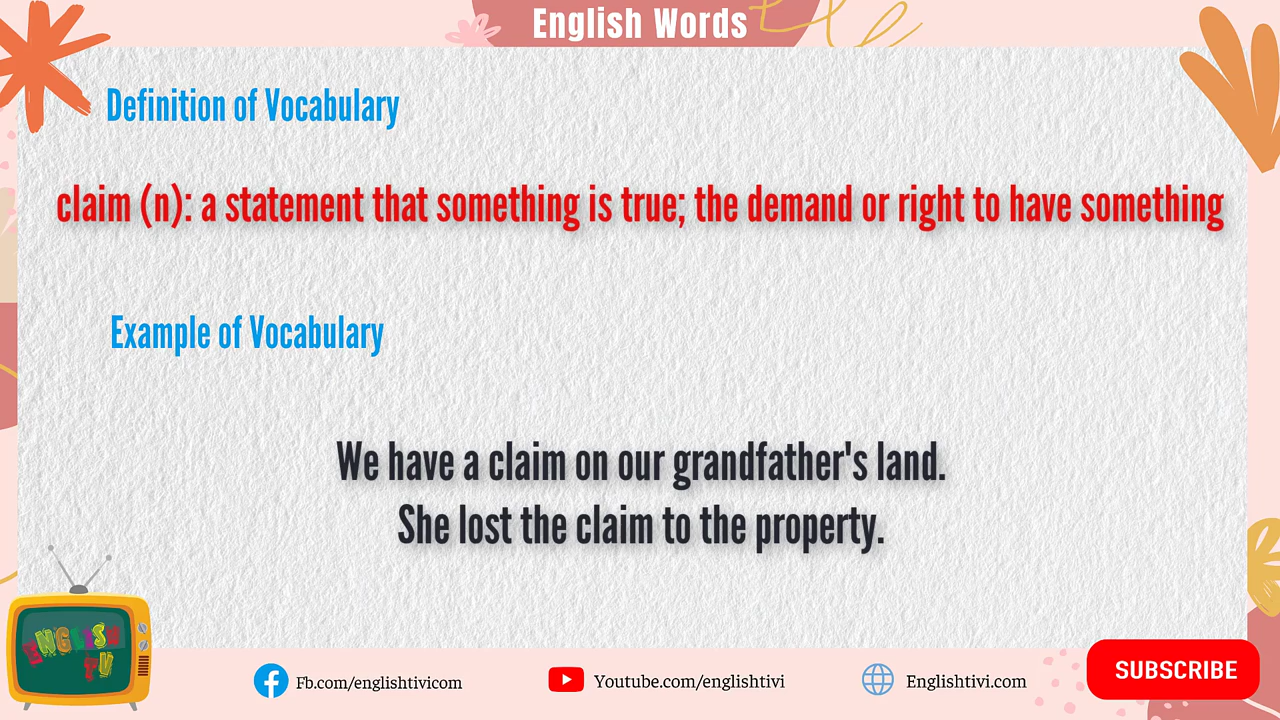 English Words
Definition of Vocabulary
claim (n): a statement that something is true; the demand or right to have something
Example of Vocabulary
We have a claim on our grandfather's land.
She lost the claim to the property.
ENGLISH
TV
Fb.com/englishtivicom
Youtube.com/englishtivi
Englishtivi.com
SUBSCRIBE